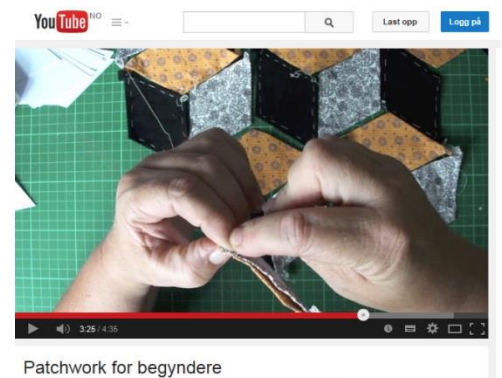 YouTube NO
Last opp
Logg på
3:25 / 4:35
Patchwork for begyndere